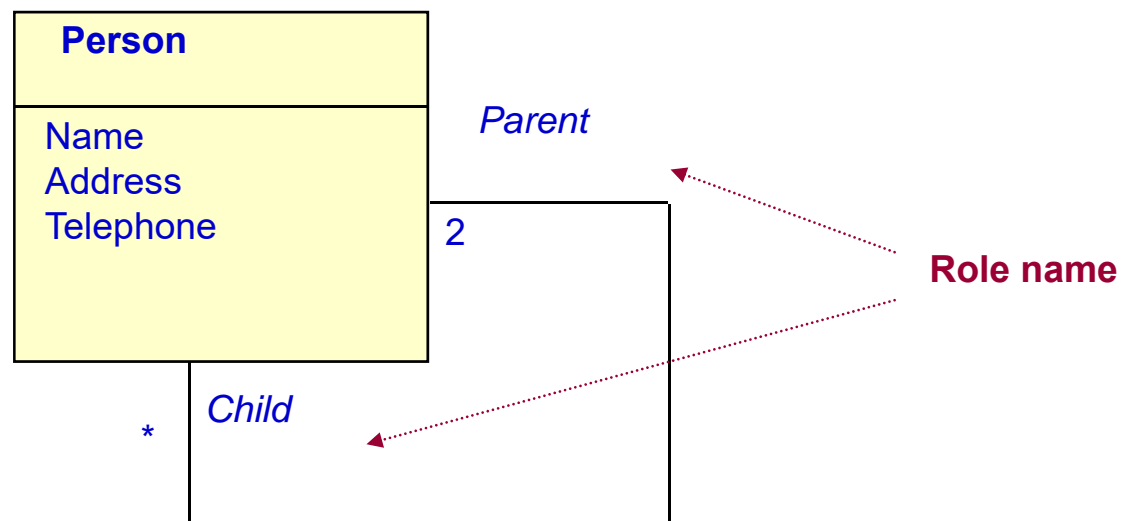 Person
Name
Address
Telephone
Parent
2
Role name
Child
*